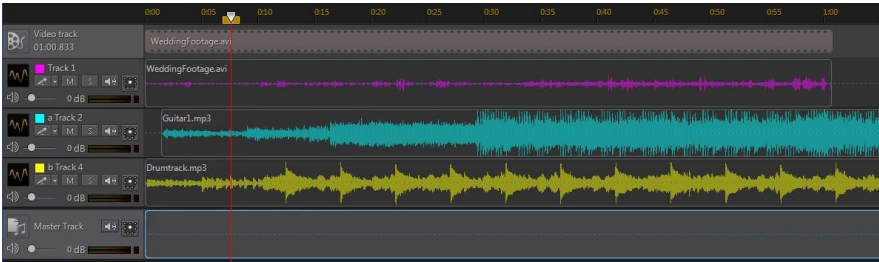 0:00 0:05 0:10 0:15 0:20 0:25 0:30 0:35 0:40 0:45 0:50 0:55 1:00
Video track
01:00.833
WeddingFootage.avi
Track 1
WeddingFootage.avi
M S
0 dB
a Track 2
Guitar1.mp3
M S
0 dB
b Track 4
Drumtrack.mp3
M S
0 dB
Master Track
0 dB